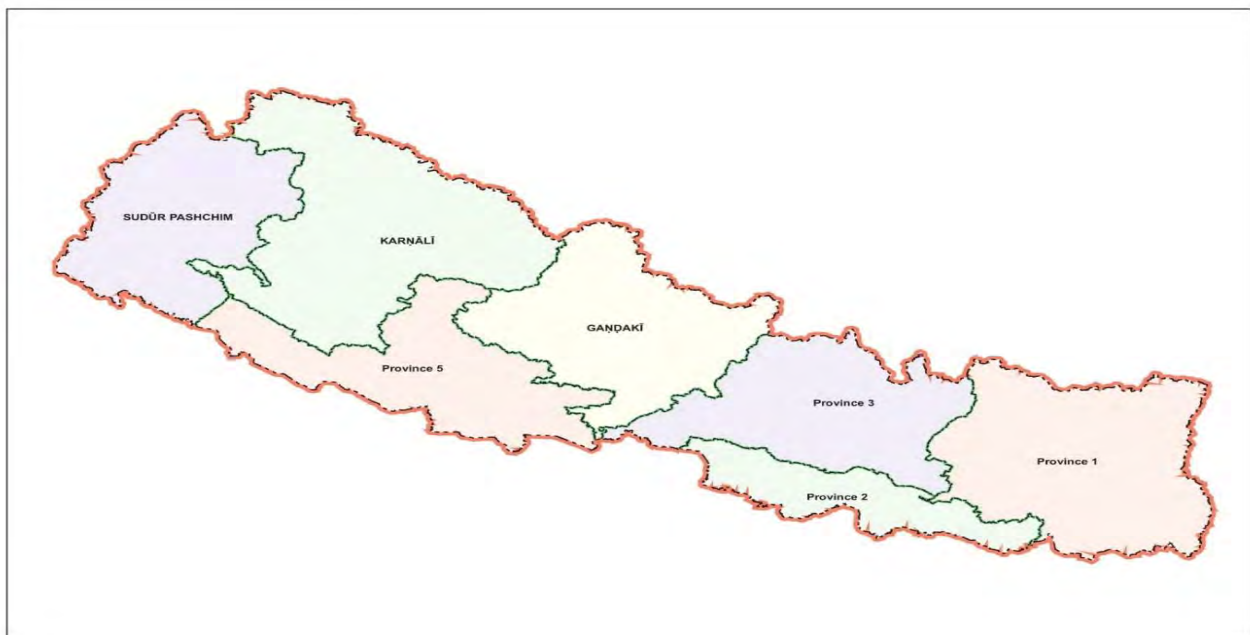 SUDŪR PASHCHIM
KARṆĀLĪ
GAṆḌAKĪ
Province 5
Province 3
Province 1
Province 2